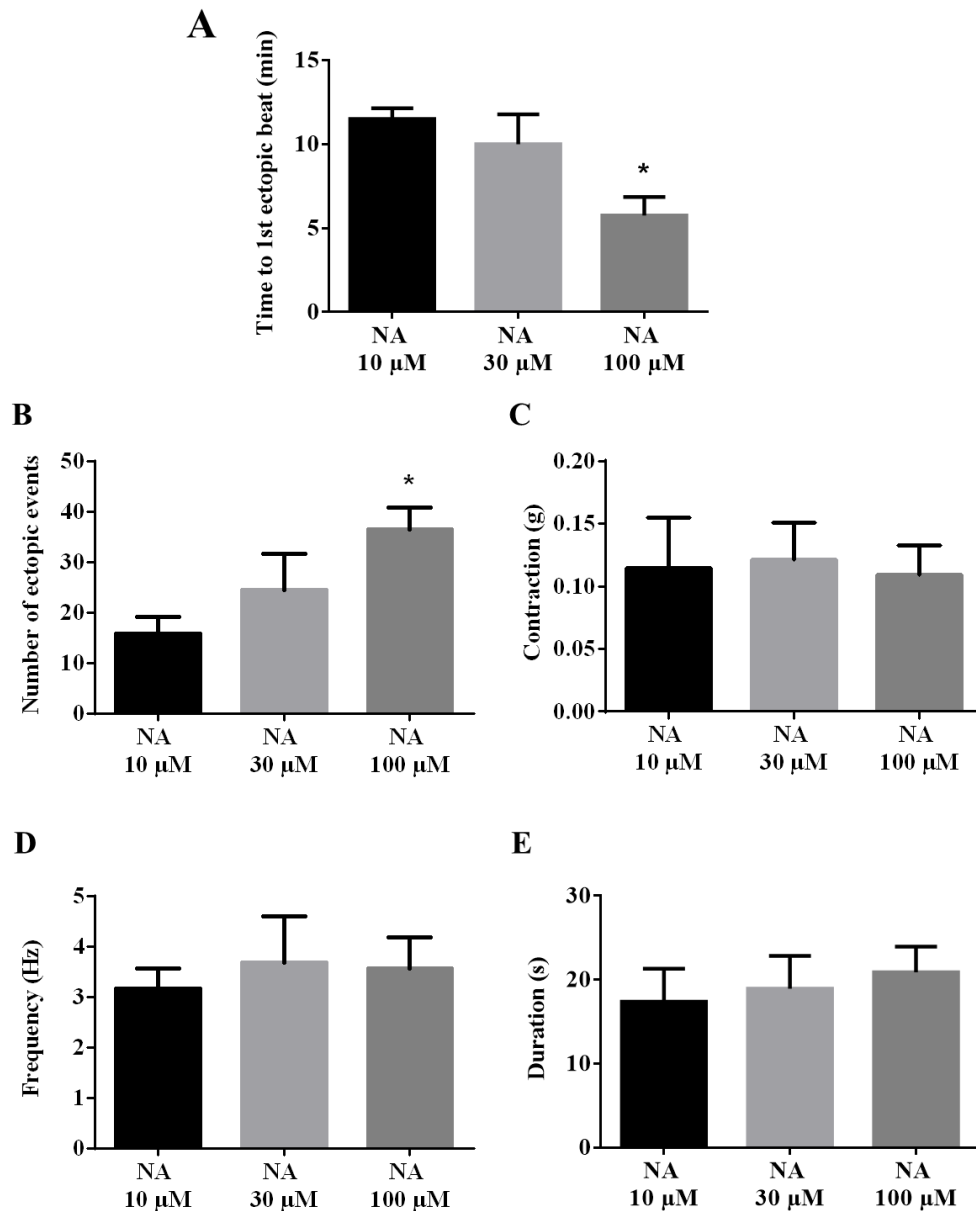 A
Time to 1st ectopic beat (min)
15
10
5
0
*
NA
10 μM
NA
30 μM
NA
100 μM
B
Number of ectopic events
50
40
30
20
10
0
*
NA
10 μM
NA
30 μM
NA
100 μM
C
Contraction (g)
0.20
0.15
0.10
0.05
0.00
NA
10 μM
NA
30 μM
NA
100 μM
D
Frequency (Hz)
5
4
3
2
1
0
NA
10 μM
NA
30 μM
NA
100 μM
E
Duration (s)
30
20
10
0
NA
10 μM
NA
30 μM
NA
100 μM